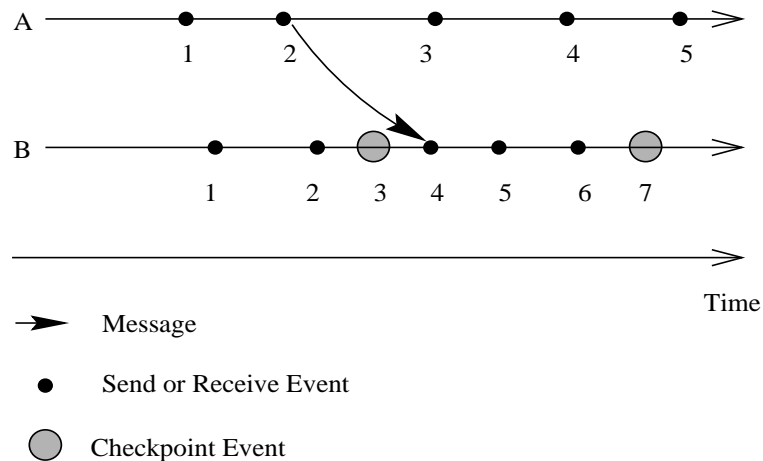 A
1 2 3 4 5
B
1 2 3 4 5 6 7
Time
Message
Send or Receive Event
Checkpoint Event